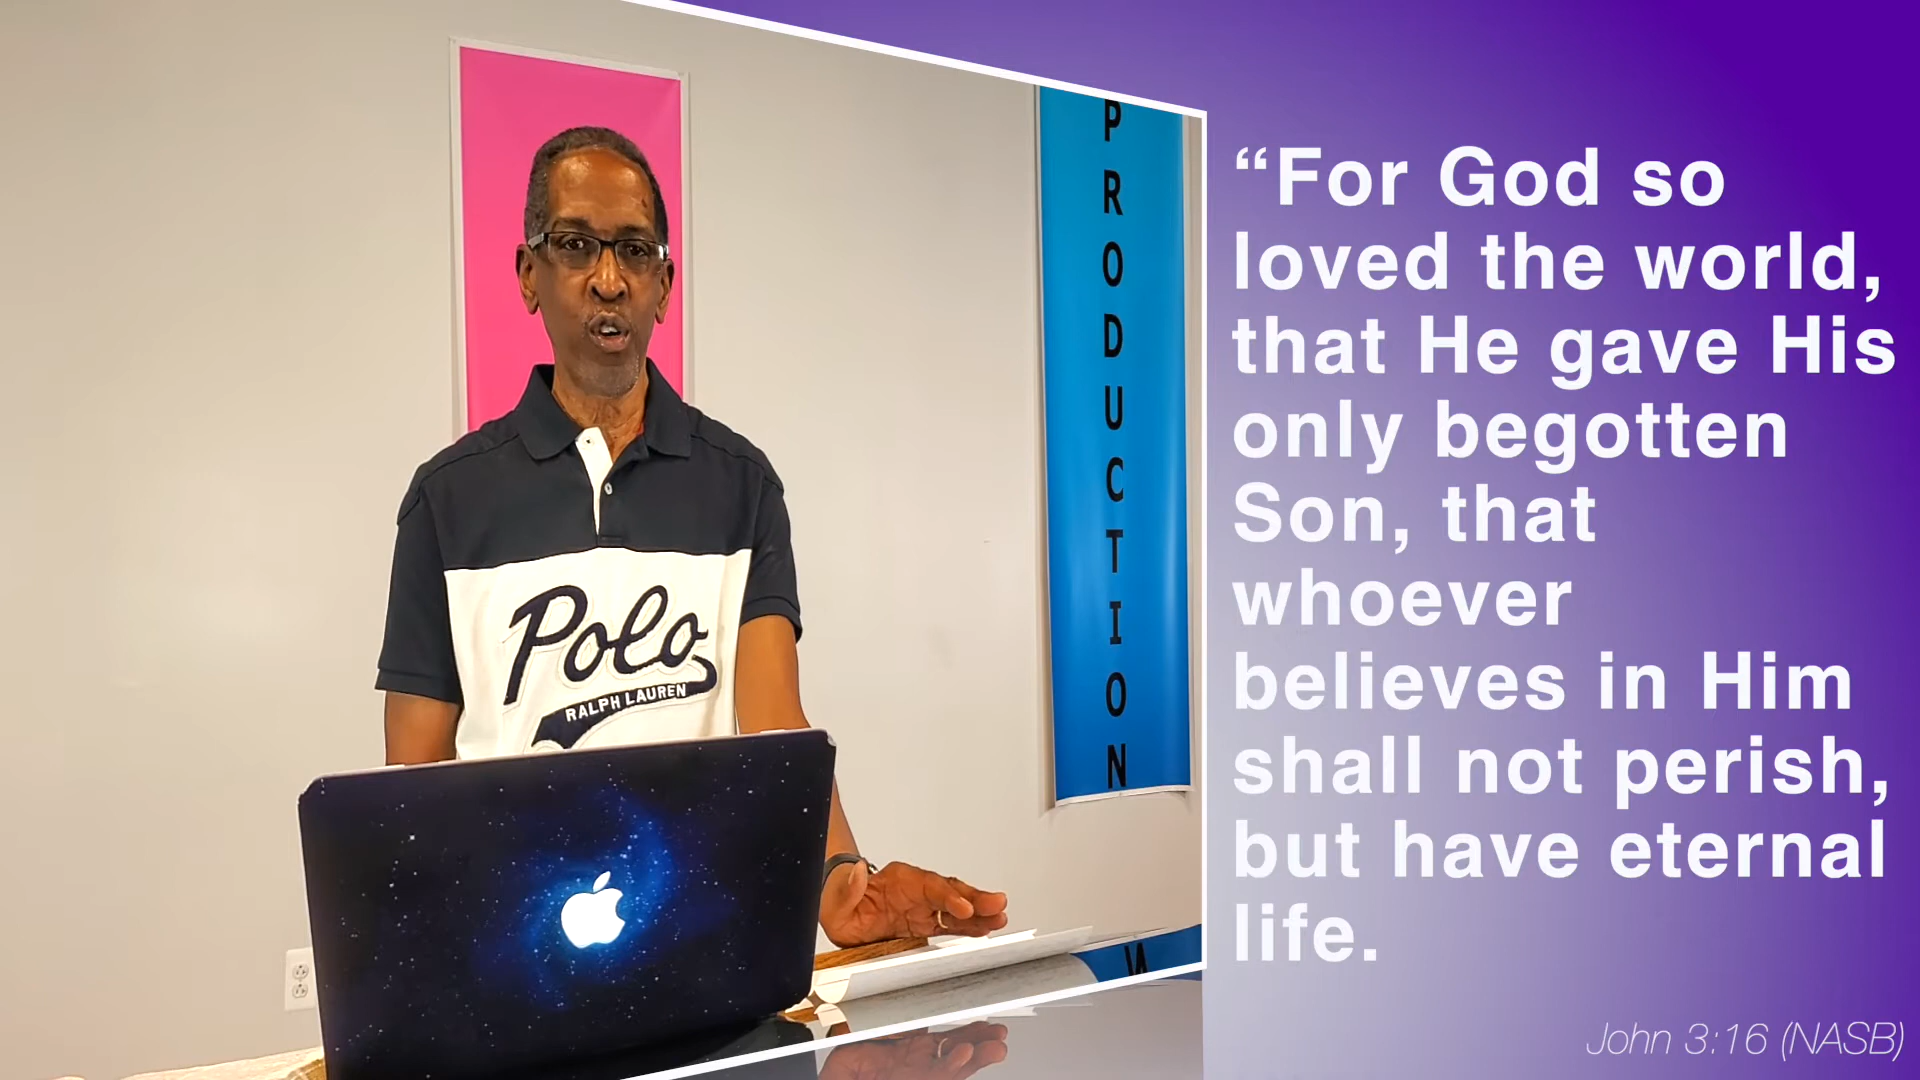 PRODUCTION
Polo
RALPH LAUREN
“For God so
loved the world,
that He gave His
only begotten
Son, that
whoever
believes in Him
shall not perish,
but have eternal
life.
John 3:16 (NASB)
N